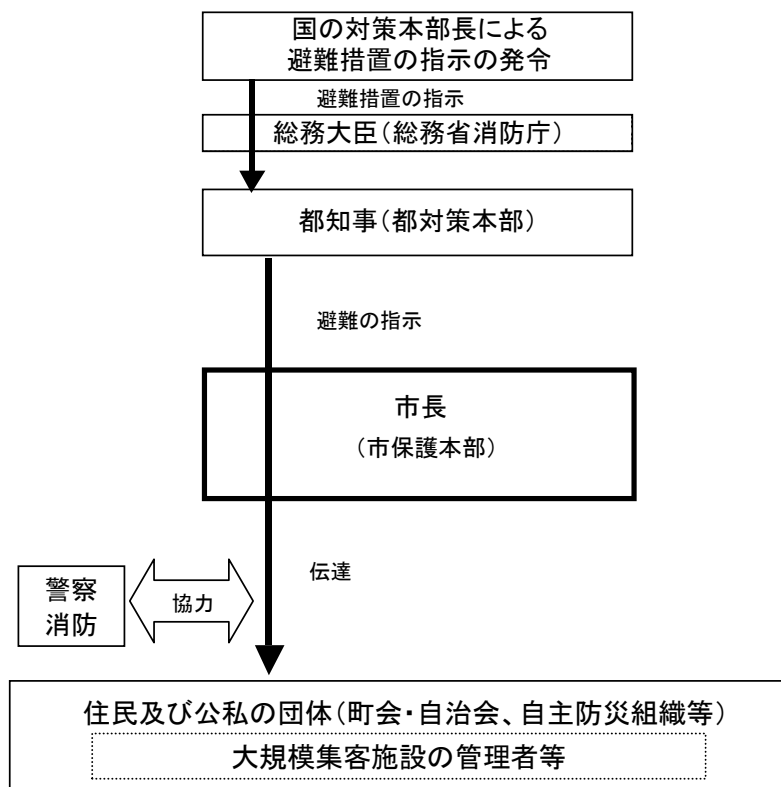 国の対策本部長による
避難措置の指示の発令
避難措置の指示
総務大臣（総務省消防庁）
都知事（都対策本部）
避難の指示
市長
（市保護本部）
伝達
警察
消防
協力
住民及び公私の団体（町会・自治会、自主防災組織等）
大規模集客施設の管理者等